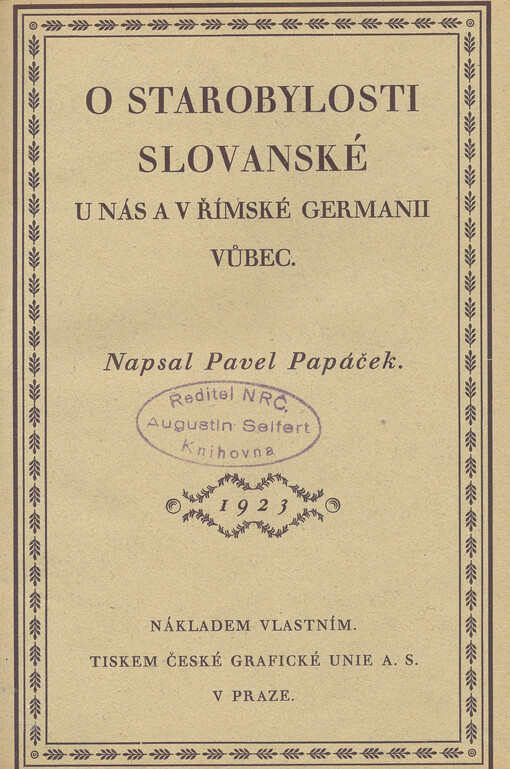 O STAROBYLOSTI
SLOVANSKÉ
U NÁS A V ŘÍMSKÉ GERMANII
VŮBEC.
Napsal Pavel Papáček.
Ředitel NRČ.
Augustin Seifert
Knihovna
1923
NÁKLADEM VLASTNÍM.
TISKEM ČESKÉ GRAFICKÉ UNIE A. S.
V PRAZE.